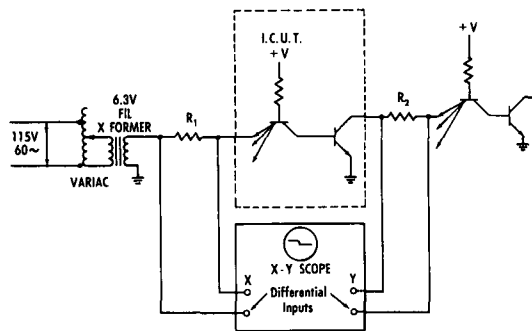 I.C.U.T.
+ V
+ V
6.3V
FIL
X FORMER
R1
R2
115V
60~
VARIAC
X - Y SCOPE
X
Y
Differential
Inputs